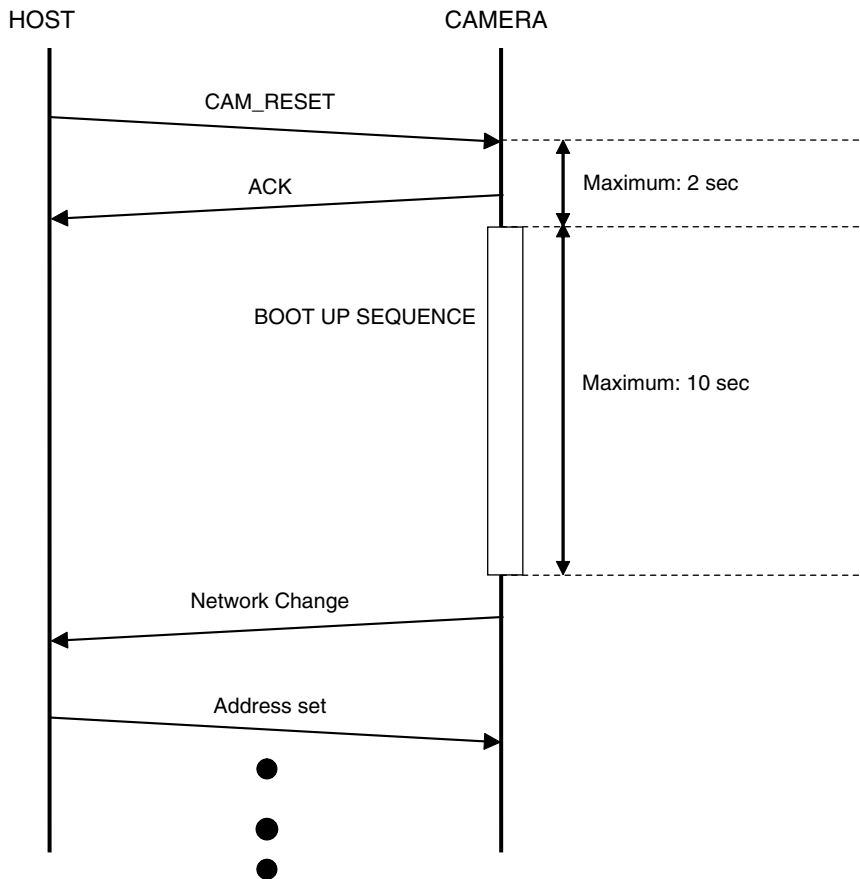 HOST
CAMERA
CAM_RESET
Maximum: 2 sec
ACK
BOOT UP SEQUENCE
Maximum: 10 sec
Network Change
Address set